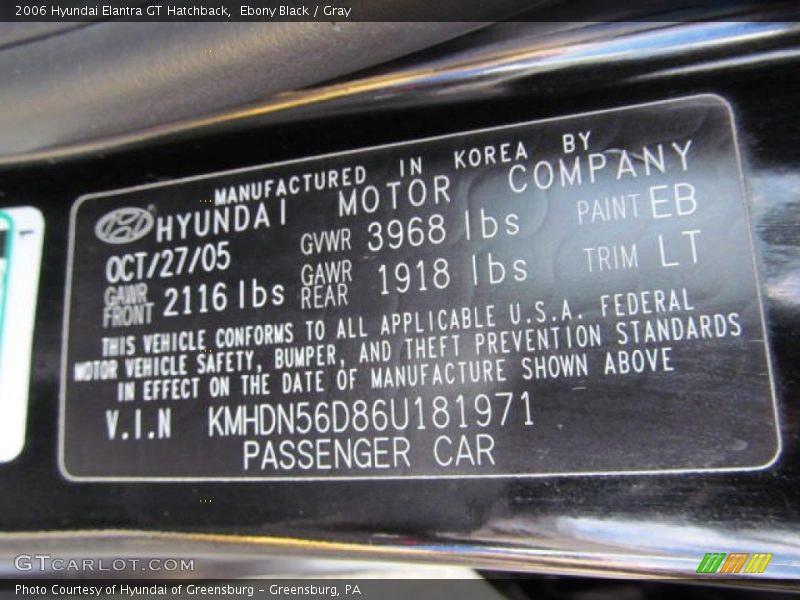 2006 Hyundai Elantra GT Hatchback, Ebony Black / Gray
MANUFACTURED IN KOREA BY
HYUNDAI MOTOR COMPANY
OCT/27/05 GVWR 3968 lbs PAINT EB
GAWR FRONT 2116 lbs GAWR REAR 1918 lbs TRIM LT
THIS VEHICLE CONFORMS TO ALL APPLICABLE U.S.A. FEDERAL
MOTOR VEHICLE SAFETY, BUMPER, AND THEFT PREVENTION STANDARDS
IN EFFECT ON THE DATE OF MANUFACTURE SHOWN ABOVE
V.I.N KMHDN56D86U181971
PASSENGER CAR
GTCARLOT.COM
Photo Courtesy of Hyundai of Greensburg - Greensburg, PA